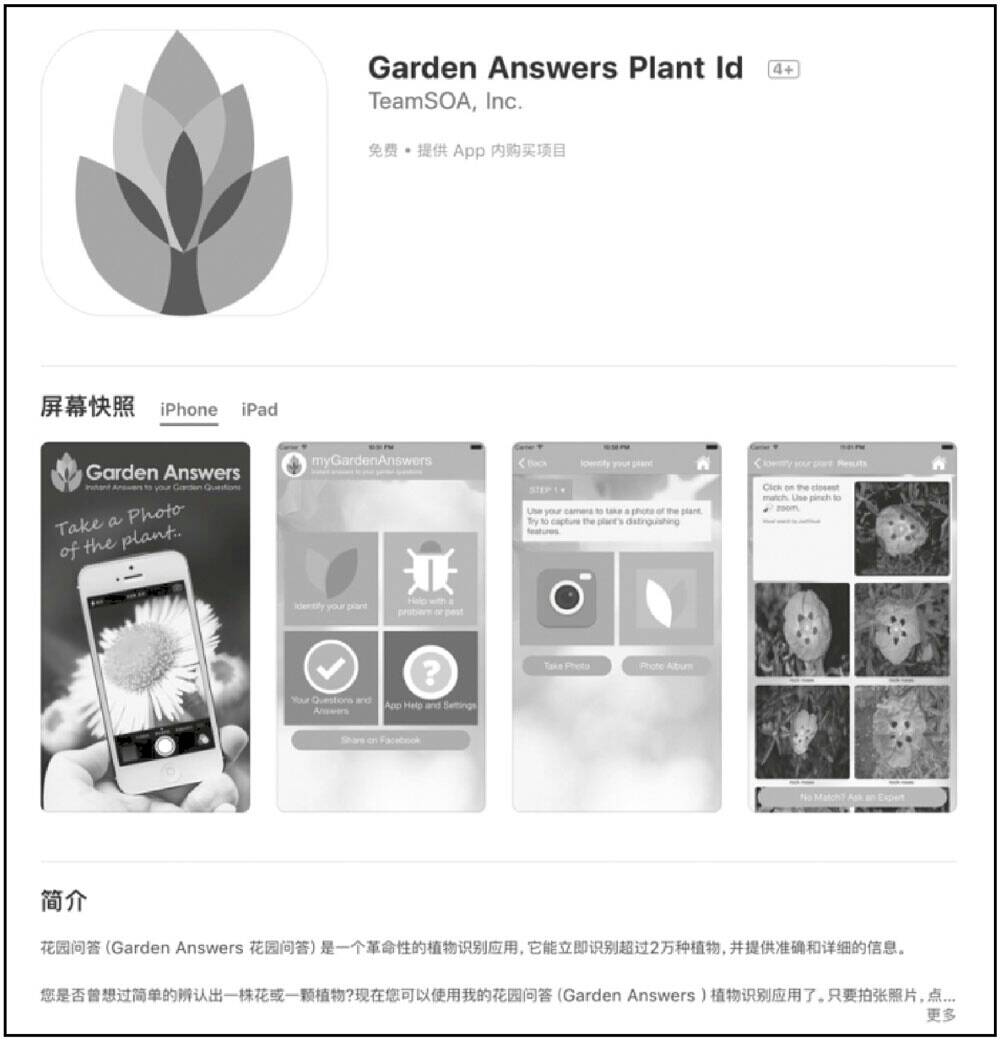 Garden Answers Plant Id 4+
TeamSOA, Inc.
免费 • 提供 App 内购买项目
屏幕快照 iPhone iPad
Garden Answers
Instant Answers to your Garden Questions
Take a Photo
of the plant..
Carrier 10:51 PM
myGardenAnswers
Instant answers to your garden questions
Identify your plant
Help with a
problem or pest
Your Questions and
Answers
App Help and Settings
Share on Facebook
Carrier 10:58 PM
Back Identify your plant
STEP 1
Use your camera to take a photo of the plant.
Try to capture the plant's distinguishing
features.
Take Photo Photo Album
Carrier 11:01 PM
Identify your plant Results
Click on the closest
match. Use pinch to
zoom.
rock roses
rock roses
rock roses
rock roses
No Match? Ask an Expert
简介
花园问答 (Garden Answers 花园问答) 是一个革命性的植物识别应用, 它能立即识别超过2万种植物, 并提供准确和详细的信息。
您是否曾想过简单的辨认出一株花或一颗植物?现在您可以使用我的花园问答 (Garden Answers ) 植物识别应用了。只要拍张照片, 点...
更多